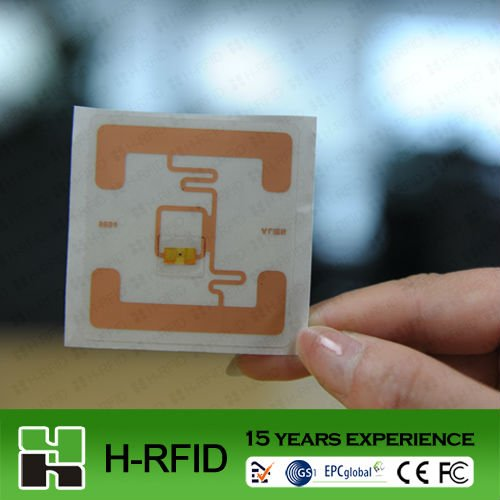 H-RFID
15 YEARS EXPERIENCE
GS1 EPCglobal CE FC